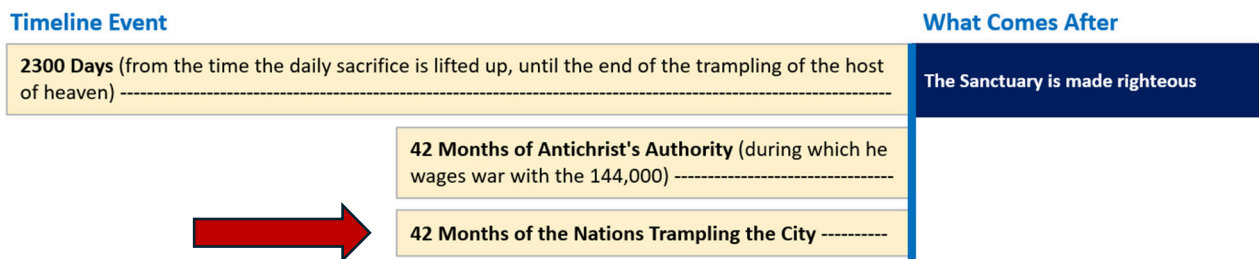 Timeline Event
What Comes After
2300 Days (from the time the daily sacrifice is lifted up, until the end of the trampling of the host
of heaven) ----------------------------------------------------------------------------------------------------------------------
The Sanctuary is made righteous
42 Months of Antichrist's Authority (during which he
wages war with the 144,000) ---------------------------------
42 Months of the Nations Trampling the City ----------